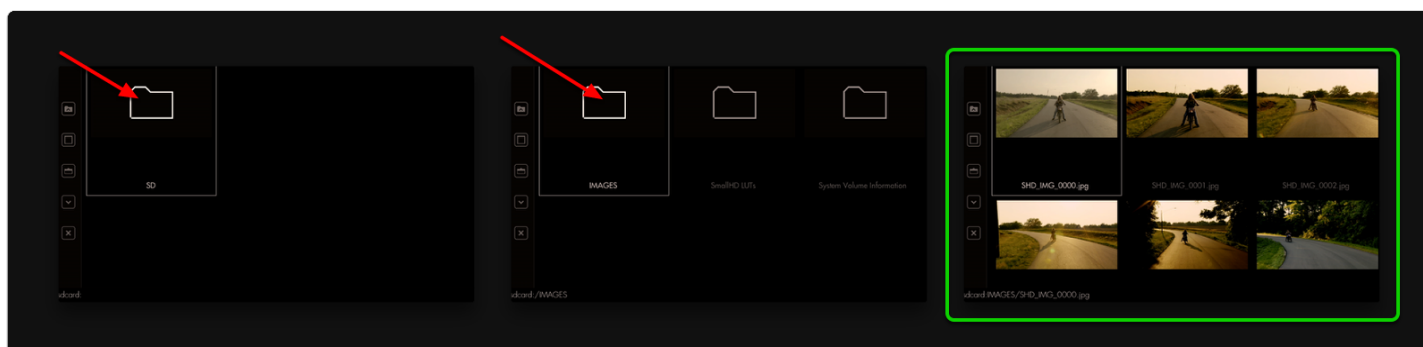 SD
sdcard:
IMAGES
SmallHD LUTs
System Volume Information
sdcard:/IMAGES
SHD_IMG_0000.jpg
SHD_IMG_0001.jpg
SHD_IMG_0002.jpg
sdcard:IMAGES/SHD_IMG_0000.jpg